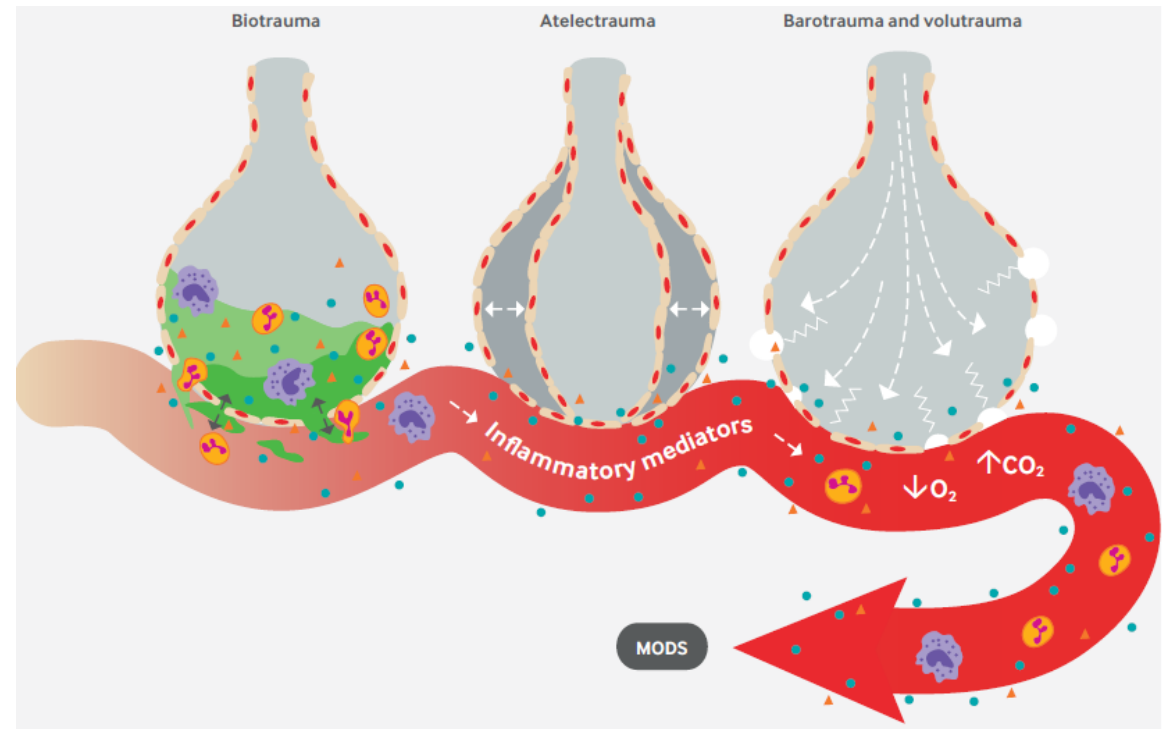 Biotrauma
Atelectrauma
Barotrauma and volutrauma
Inflammatory mediators
↓O₂
↑CO₂
MODS